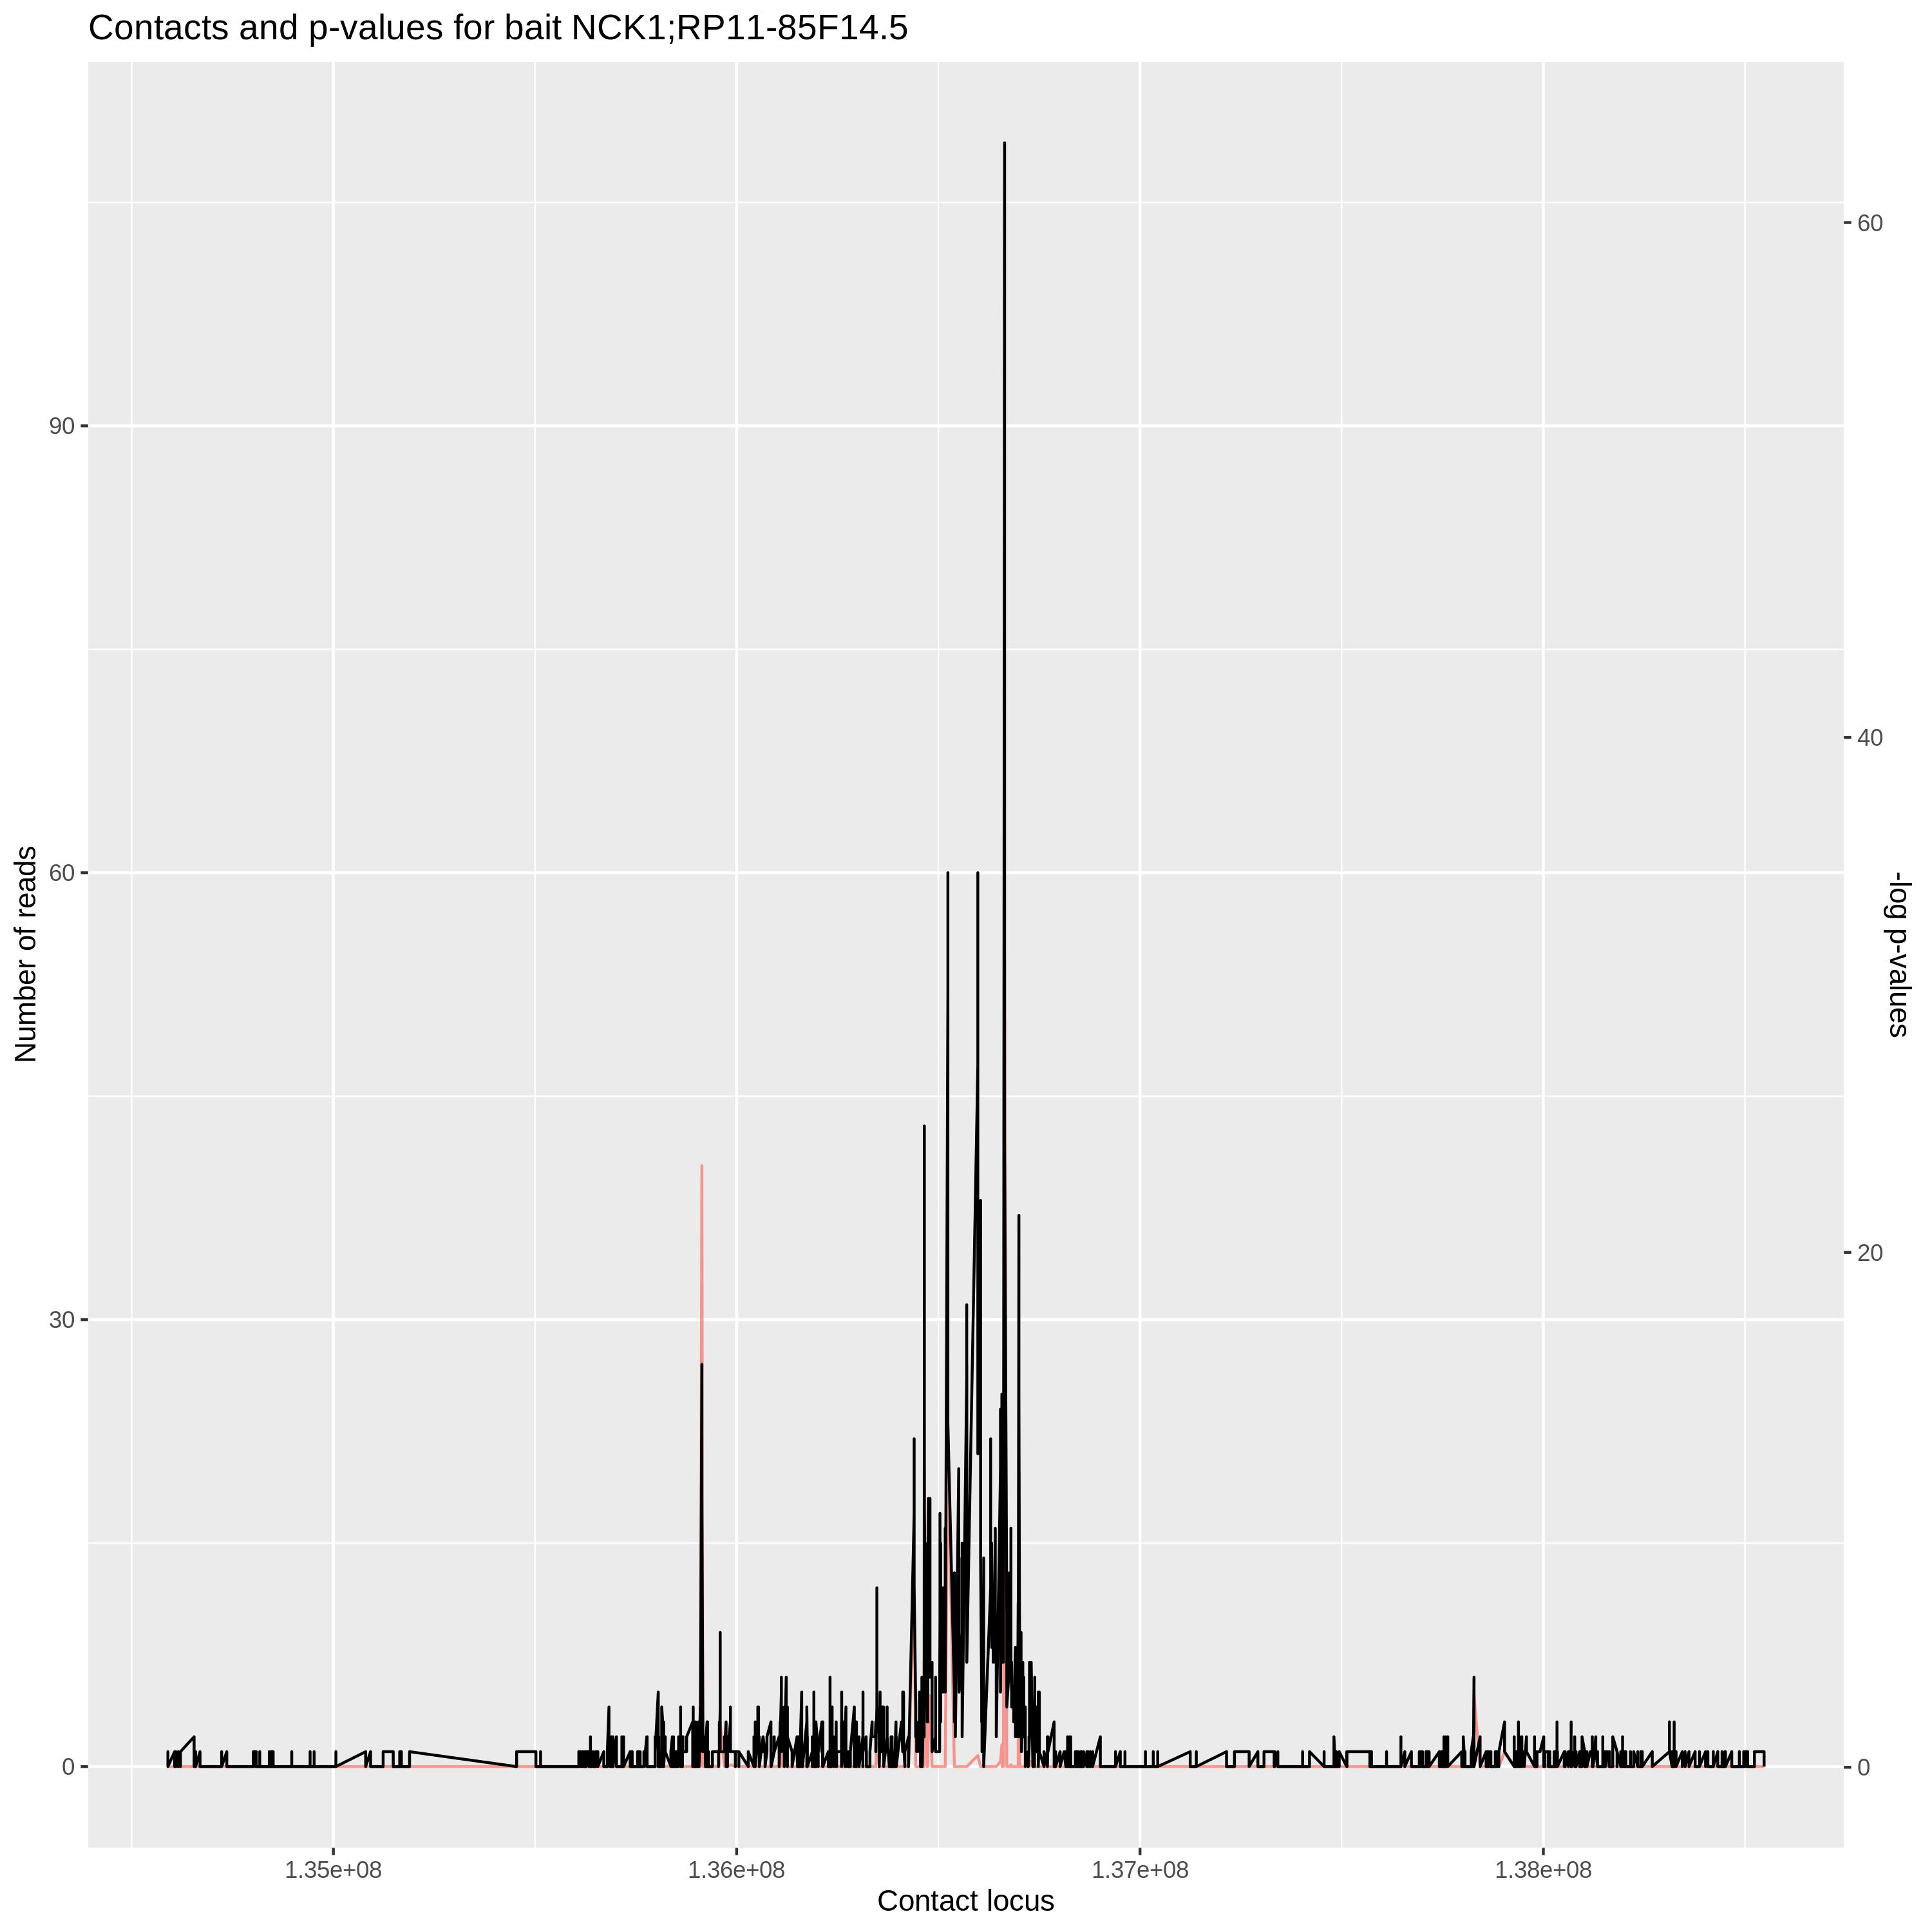 Contacts and p-values for bait NCK1;RP11-85F14.5
90
60
30
0
Number of reads
60
40
20
0
-log p-values
1.35e+08 1.36e+08 1.37e+08 1.38e+08
Contact locus